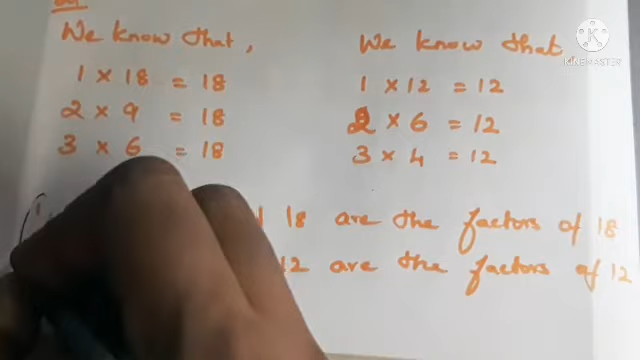 We know that,
1 × 18 = 18
2 × 9 = 18
3 × 6 = 18
We know that
1 × 12 = 12
2 × 6 = 12
3 × 4 = 12
18 are the factors of 18
12 are the factors of 12
KINEMASTER